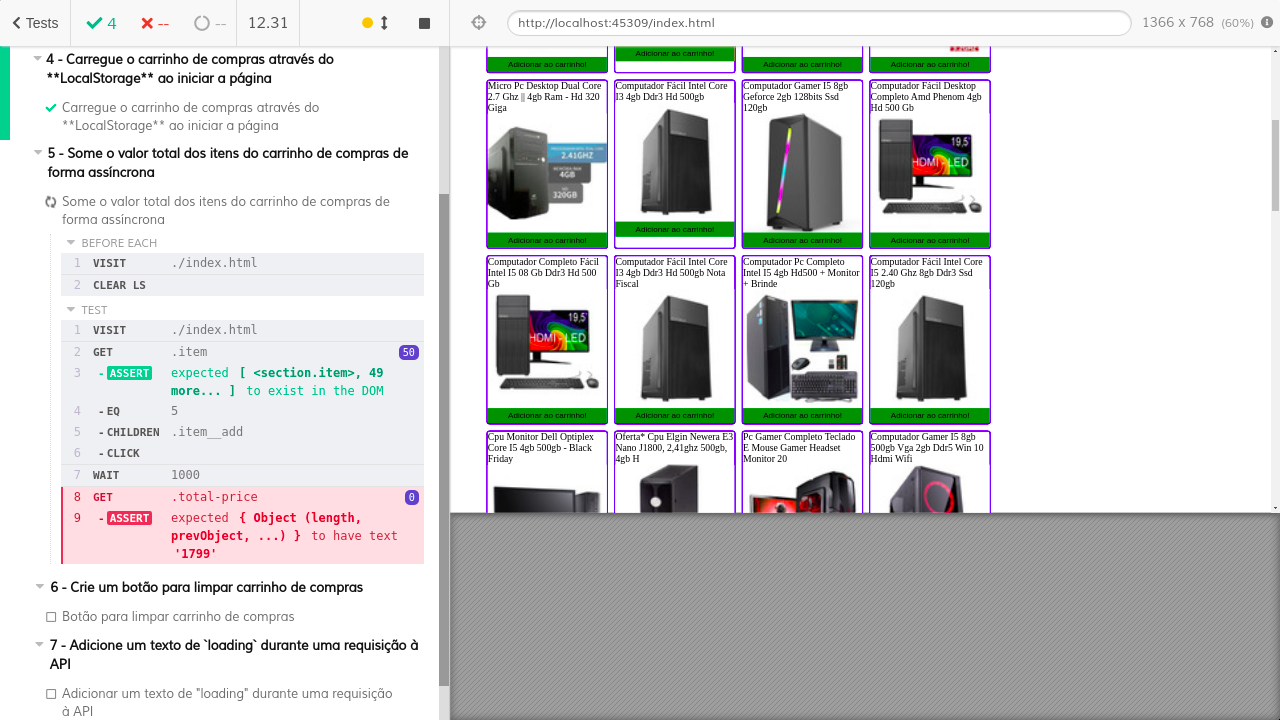 Tests
4
--
--
12.31
http://localhost:45309/index.html
1366 x 768 (60%)
4 - Carregue o carrinho de compras através do
**LocalStorage** ao iniciar a página
Carregue o carrinho de compras através do
**LocalStorage** ao iniciar a página
5 - Some o valor total dos itens do carrinho de compras de
forma assíncrona
Some o valor total dos itens do carrinho de compras de
forma assíncrona
BEFORE EACH
1 VISIT ./index.html
2 CLEAR LS
TEST
1 VISIT ./index.html
2 GET .item 50
3 -ASSERT expected [ <section.item>, 49
more... ] to exist in the DOM
4 -EQ 5
5 -CHILDREN .item__add
6 -CLICK
7 WAIT 1000
8 GET .total-price 0
9 -ASSERT expected { Object (length,
prevObject, ...) } to have text
'1799'
6 - Crie um botão para limpar carrinho de compras
Botão para limpar carrinho de compras
7 - Adicione um texto de `loading` durante uma requisição à
API
Adicionar um texto de "loading" durante uma requisição
à API
Adicionar ao carrinho!
Adicionar ao carrinho!
Adicionar ao carrinho!
Adicionar ao carrinho!
Micro Pc Desktop Dual Core
2.7 Ghz || 4gb Ram - Hd 320
Giga
2.41GHZ
4GB
320GB
Adicionar ao carrinho!
Computador Fácil Intel Core
I3 4gb Ddr3 Hd 500gb
Adicionar ao carrinho!
Computador Gamer I5 8gb
Geforce 2gb 128bits Ssd
120gb
Adicionar ao carrinho!
Computador Fácil Desktop
Completo Amd Phenom 4gb
Hd 500 Gb
19,5"
HDMI - LED
Adicionar ao carrinho!
Computador Completo Fácil
Intel I5 08 Gb Ddr3 Hd 500
Gb
19,5"
HDMI - LED
Adicionar ao carrinho!
Computador Fácil Intel Core
I3 4gb Ddr3 Hd 500gb Nota
Fiscal
Adicionar ao carrinho!
Computador Pc Completo
Intel I5 4gb Hd500 + Monitor
+ Brinde
Adicionar ao carrinho!
Computador Fácil Intel Core
I5 2.40 Ghz 8gb Ddr3 Ssd
120gb
Adicionar ao carrinho!
Cpu Monitor Dell Optiplex
Core I5 4gb 500gb - Black
Friday
Oferta* Cpu Elgin Newera E3
Nano J1800, 2,41ghz 500gb,
4gb H
Pc Gamer Completo Teclado
E Mouse Gamer Headset
Monitor 20
Computador Gamer I5 8gb
500gb Vga 2gb Ddr5 Win 10
Hdmi Wifi